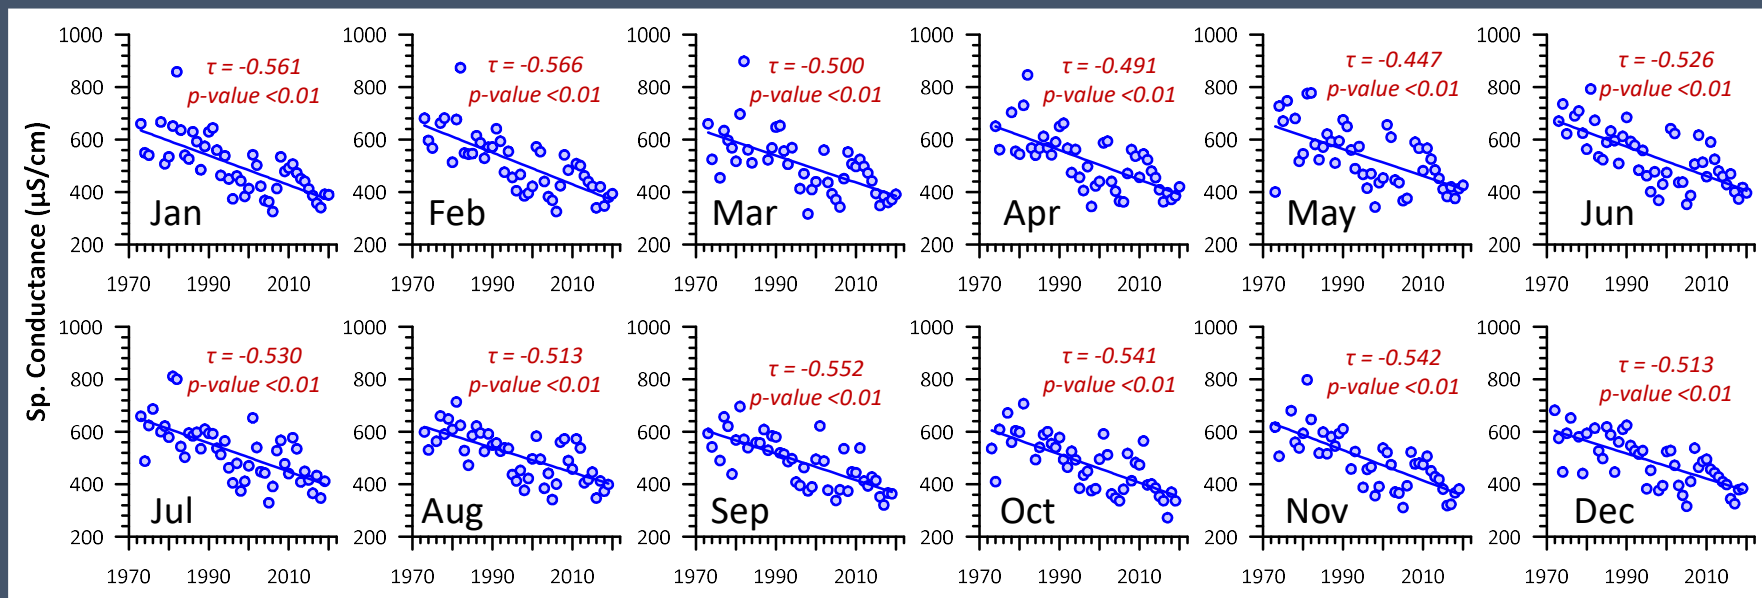 Sp. Conductance (µS/cm)
1000 800 600 400 200
1970 1990 2010
τ = -0.561
p-value <0.01
Jan
1000 800 600 400 200
1970 1990 2010
τ = -0.566
p-value <0.01
Feb
1000 800 600 400 200
1970 1990 2010
τ = -0.500
p-value <0.01
Mar
1000 800 600 400 200
1970 1990 2010
τ = -0.491
p-value <0.01
Apr
1000 800 600 400 200
1970 1990 2010
τ = -0.447
p-value <0.01
May
1000 800 600 400 200
1970 1990 2010
τ = -0.526
p-value <0.01
Jun
1000 800 600 400 200
1970 1990 2010
τ = -0.530
p-value <0.01
Jul
1000 800 600 400 200
1970 1990 2010
τ = -0.513
p-value <0.01
Aug
1000 800 600 400 200
1970 1990 2010
τ = -0.552
p-value <0.01
Sep
1000 800 600 400 200
1970 1990 2010
τ = -0.541
p-value <0.01
Oct
1000 800 600 400 200
1970 1990 2010
τ = -0.542
p-value <0.01
Nov
1000 800 600 400 200
1970 1990 2010
τ = -0.513
p-value <0.01
Dec